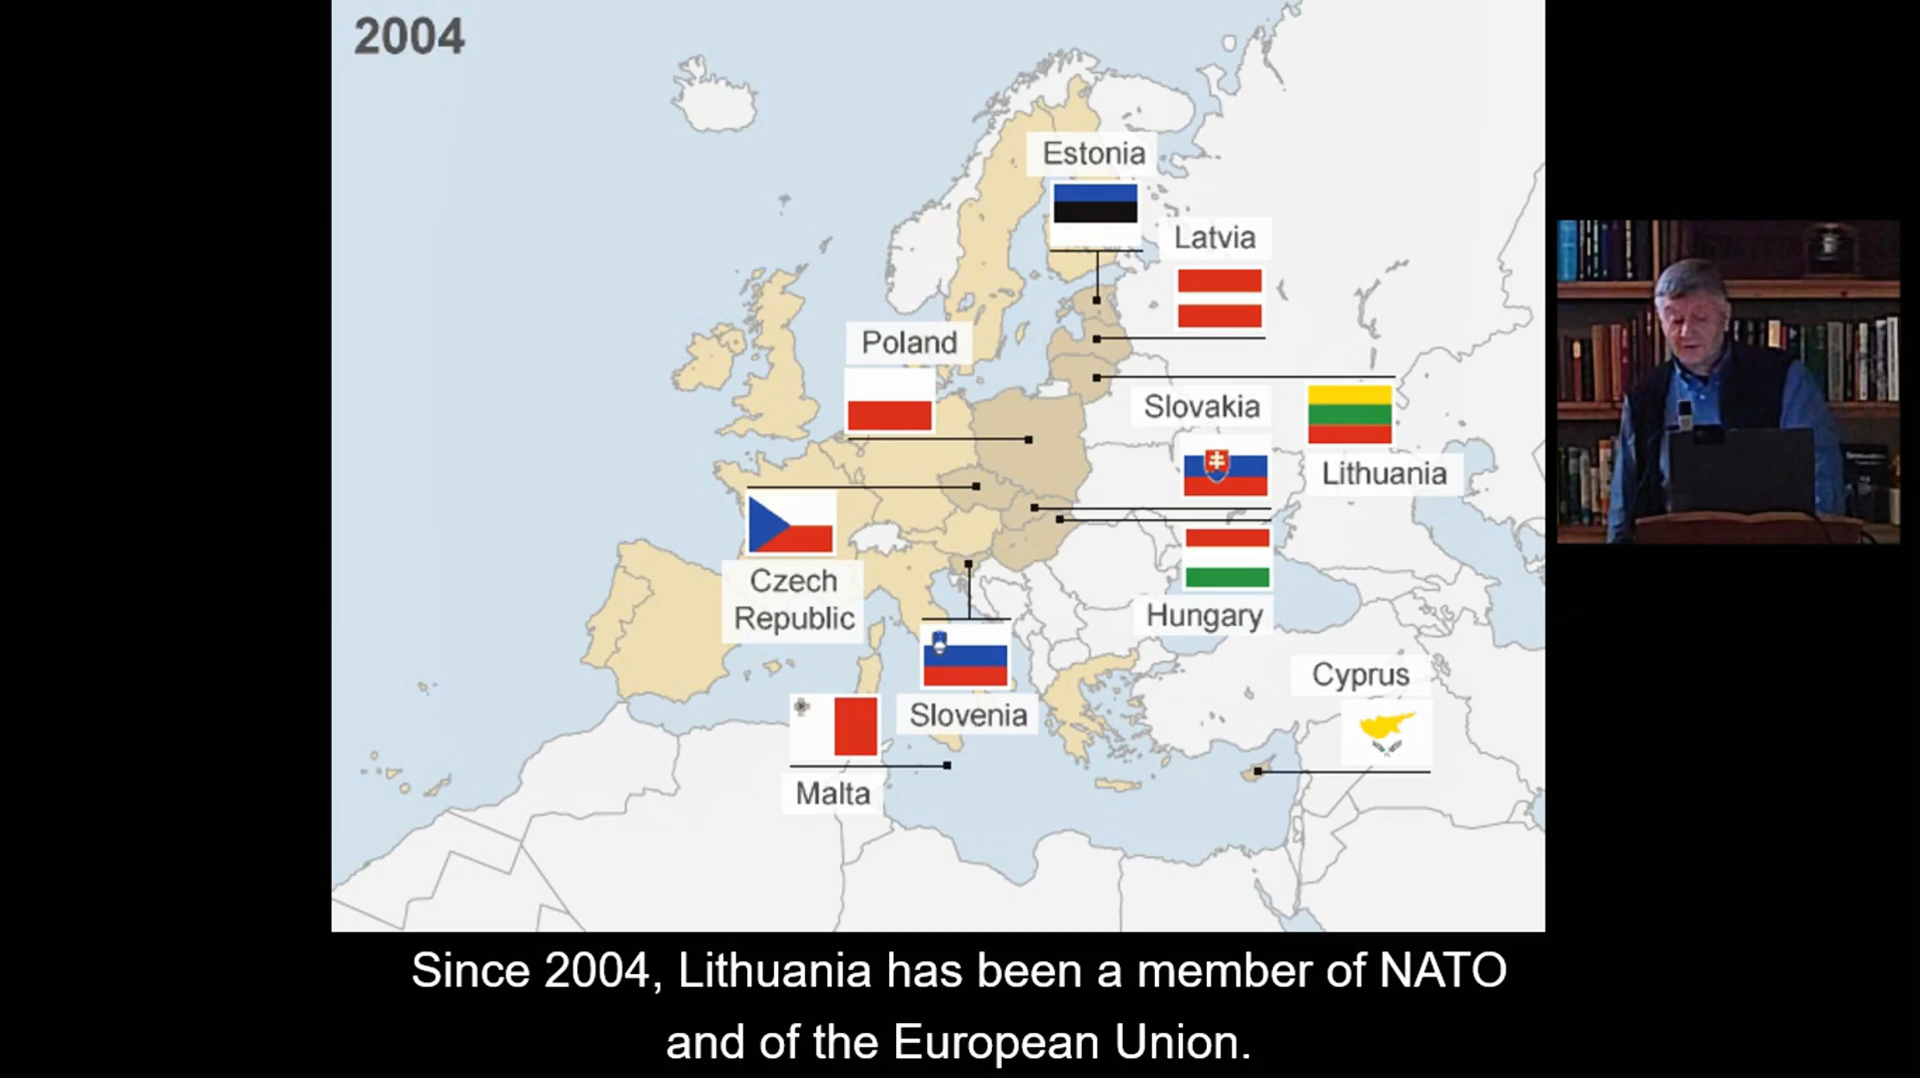 2004
Estonia
Latvia
Poland
Slovakia
Lithuania
Czech
Republic
Hungary
Cyprus
Slovenia
Malta
Since 2004, Lithuania has been a member of NATO
and of the European Union.